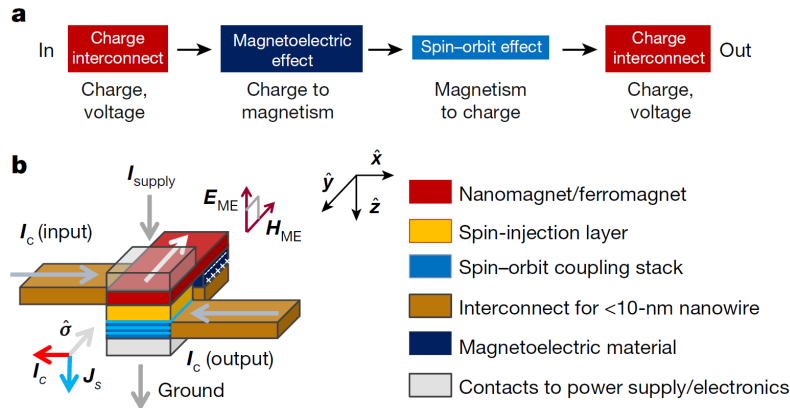 a
In
Charge
interconnect
Magnetoelectric
effect
Spin–orbit effect
Charge
interconnect
Out
Charge,
voltage
Charge to
magnetism
Magnetism
to charge
Charge,
voltage
b
I supply
E ME
H ME
x̂
ŷ
ẑ
I c (input)
σ̂
I C
J s
I c (output)
Ground
Nanomagnet/ferromagnet
Spin-injection layer
Spin–orbit coupling stack
Interconnect for <10-nm nanowire
Magnetoelectric material
Contacts to power supply/electronics